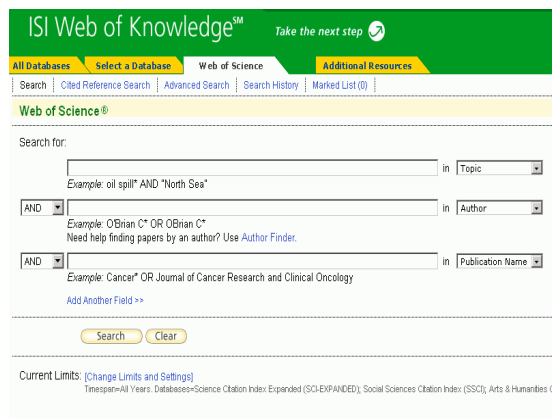 ISI Web of Knowledge℠ Take the next step
All Databases Select a Database Web of Science Additional Resources
Search Cited Reference Search Advanced Search Search History Marked List (0)
Web of Science®
Search for:
in Topic
Example: oil spill* AND "North Sea"
AND in Author
Example: O'Brian C* OR OBrian C*
Need help finding papers by an author? Use Author Finder.
AND in Publication Name
Example: Cancer* OR Journal of Cancer Research and Clinical Oncology
Add Another Field >>
Search Clear
Current Limits: [Change Limits and Settings]
Timespan=All Years. Databases=Science Citation Index Expanded (SCI-EXPANDED); Social Sciences Citation Index (SSCI); Arts & Humanities